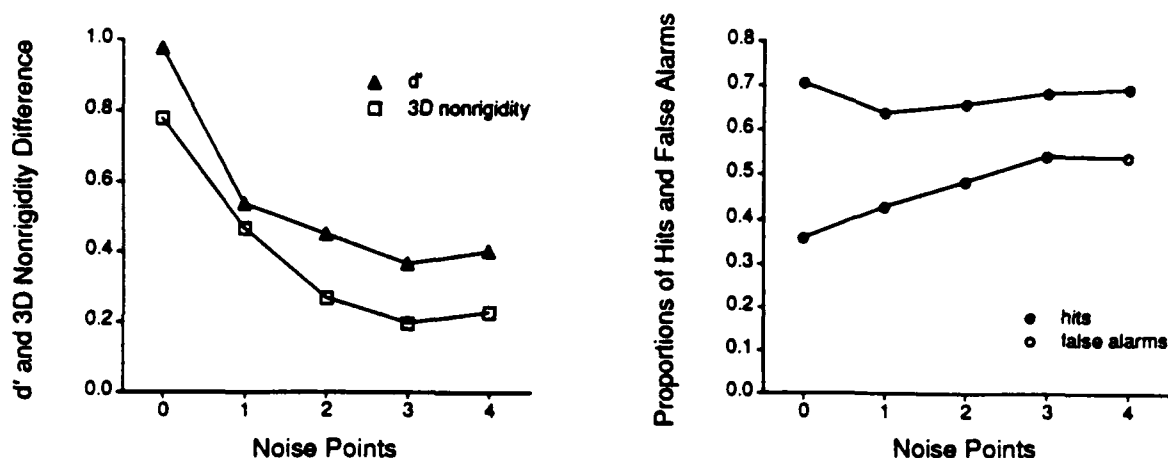 d' and 3D Nonrigidity Difference
1.0
0.8
0.6
0.4
0.2
0.0
d'
3D nonrigidity
0 1 2 3 4
Noise Points
Proportions of Hits and False Alarms
0.8
0.7
0.6
0.5
0.4
0.3
0.2
0.1
0.0
hits
false alarms
0 1 2 3 4
Noise Points